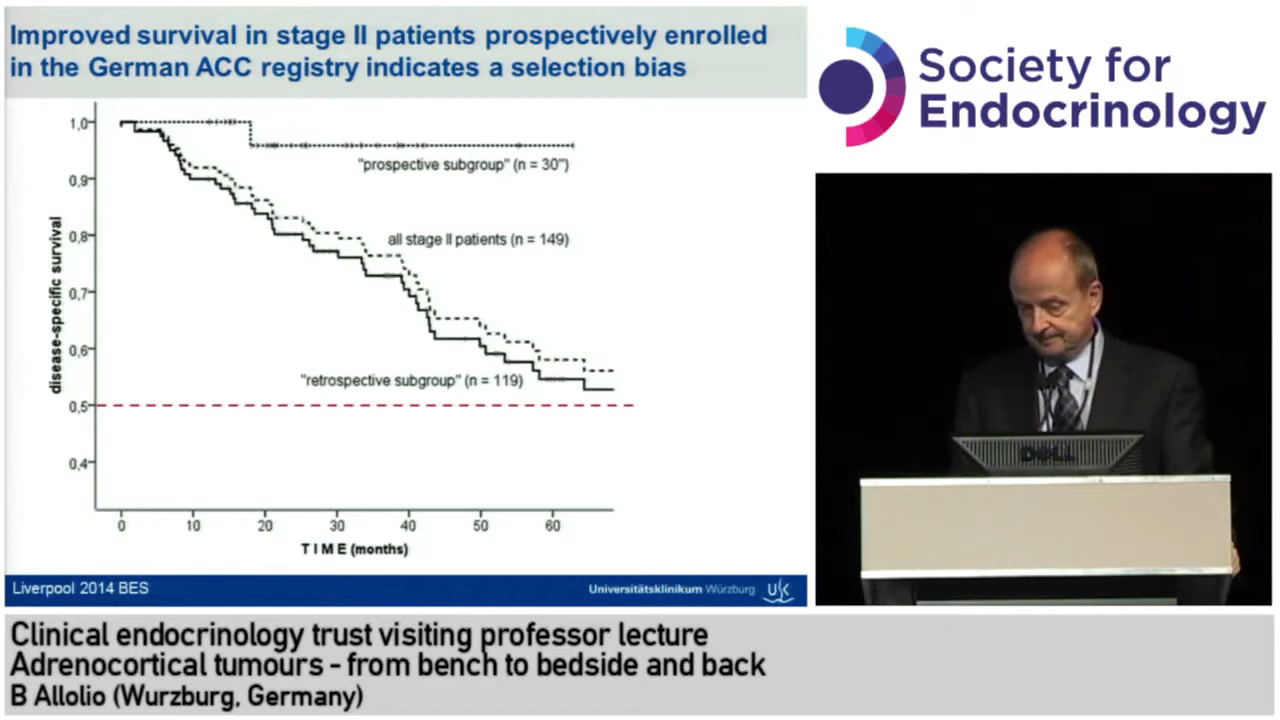 Improved survival in stage II patients prospectively enrolled
in the German ACC registry indicates a selection bias
1,0
0,9
0,8
0,7
0,6
0,5
0,4
disease-specific survival
"prospective subgroup" (n = 30")
all stage II patients (n = 149)
"retrospective subgroup" (n = 119)
0 10 20 30 40 50 60
T I M E (months)
Liverpool 2014 BES
Universitätsklinikum Würzburg
UK
Society for
Endocrinology
DELL
Clinical endocrinology trust visiting professor lecture
Adrenocortical tumours - from bench to bedside and back
B Allolio (Wurzburg, Germany)